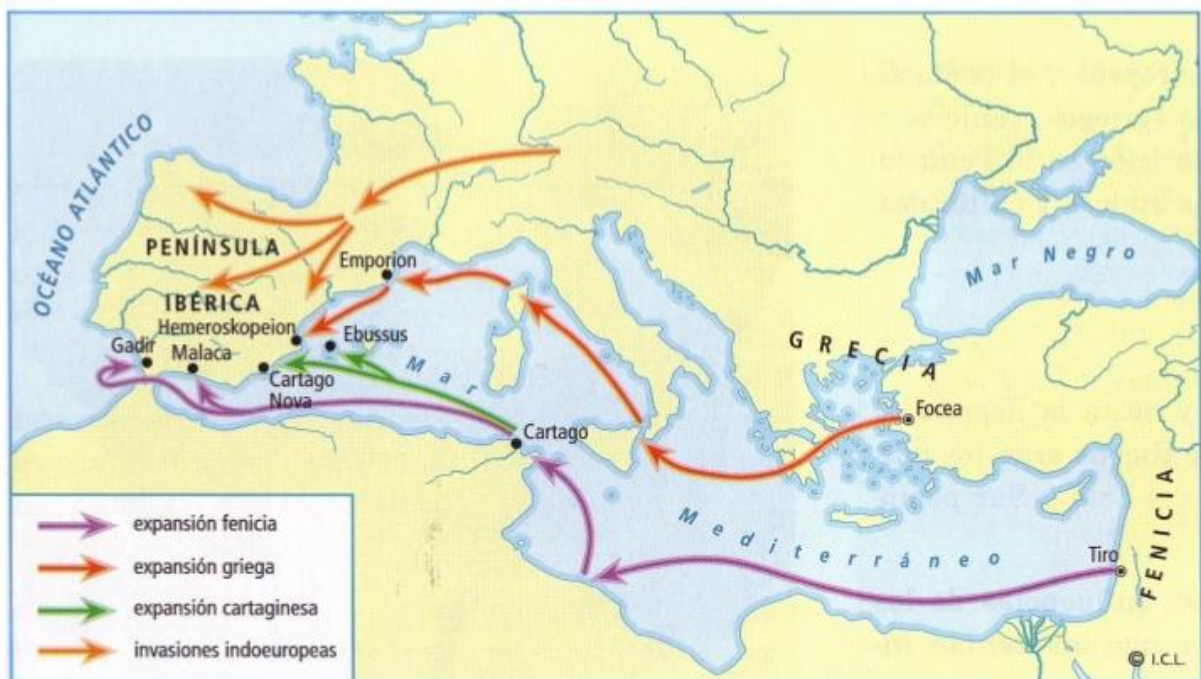 OCÉANO ATLÁNTICO
PENÍNSULA
IBÉRICA
Emporion
Hemeroskopeion
Ebussus
Gadir
Malaca
Cartago
Nova
Mar
Cartago
Mediterráneo
GRECIA
Focea
Mar Negro
Tiro
FENICIA
expansión fenicia
expansión griega
expansión cartaginesa
invasiones indoeuropeas
© I.C.L.